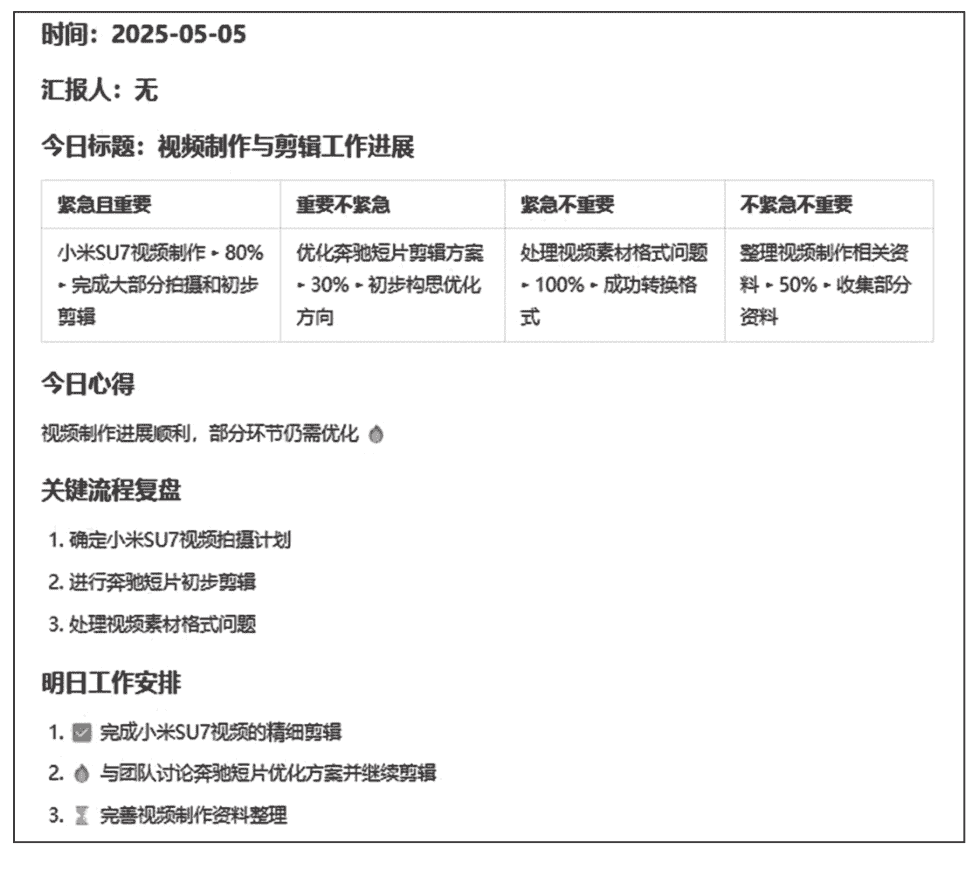 时间：2025-05-05
汇报人：无
今日标题：视频制作与剪辑工作进展
紧急且重要
重要不紧急
紧急不重要
不紧急不重要
小米SU7视频制作 ▸ 80%
▸ 完成大部分拍摄和初步
剪辑
优化奔驰短片剪辑方案
▸ 30% ▸ 初步构思优化
方向
处理视频素材格式问题
▸ 100% ▸ 成功转换格
式
整理视频制作相关资
料 ▸ 50% ▸ 收集部分
资料
今日心得
视频制作进展顺利，部分环节仍需优化 🔥
关键流程复盘
1. 确定小米SU7视频拍摄计划
2. 进行奔驰短片初步剪辑
3. 处理视频素材格式问题
明日工作安排
1. ✅ 完成小米SU7视频的精细剪辑
2. 🔥 与团队讨论奔驰短片优化方案并继续剪辑
3. ⏳ 完善视频制作资料整理